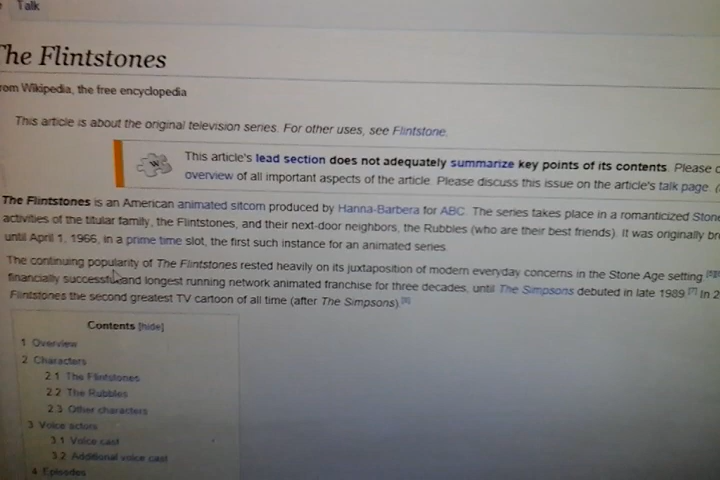 Talk
The Flintstones
From Wikipedia, the free encyclopedia
This article is about the original television series. For other uses, see Flintstone.
This article's lead section does not adequately summarize key points of its contents. Please c
overview of all important aspects of the article. Please discuss this issue on the article's talk page. (
The Flintstones is an American animated sitcom produced by Hanna-Barbera for ABC. The series takes place in a romanticized Stone
activities of the titular family, the Flintstones, and their next-door neighbors, the Rubbles (who are their best friends). It was originally bro
until April 1, 1966, in a prime time slot, the first such instance for an animated series.
The continuing popularity of The Flintstones rested heavily on its juxtaposition of modern everyday concerns in the Stone Age setting.
financially successful and longest running network animated franchise for three decades, until The Simpsons debuted in late 1989.[7] In 2
Flintstones the second greatest TV cartoon of all time (after The Simpsons).
Contents [hide]
1 Overview
2 Characters
2.1 The Flintstones
2.2 The Rubbles
2.3 Other characters
3 Voice actors
3.1 Voice cast
3.2 Additional voice cast
4 Episodes